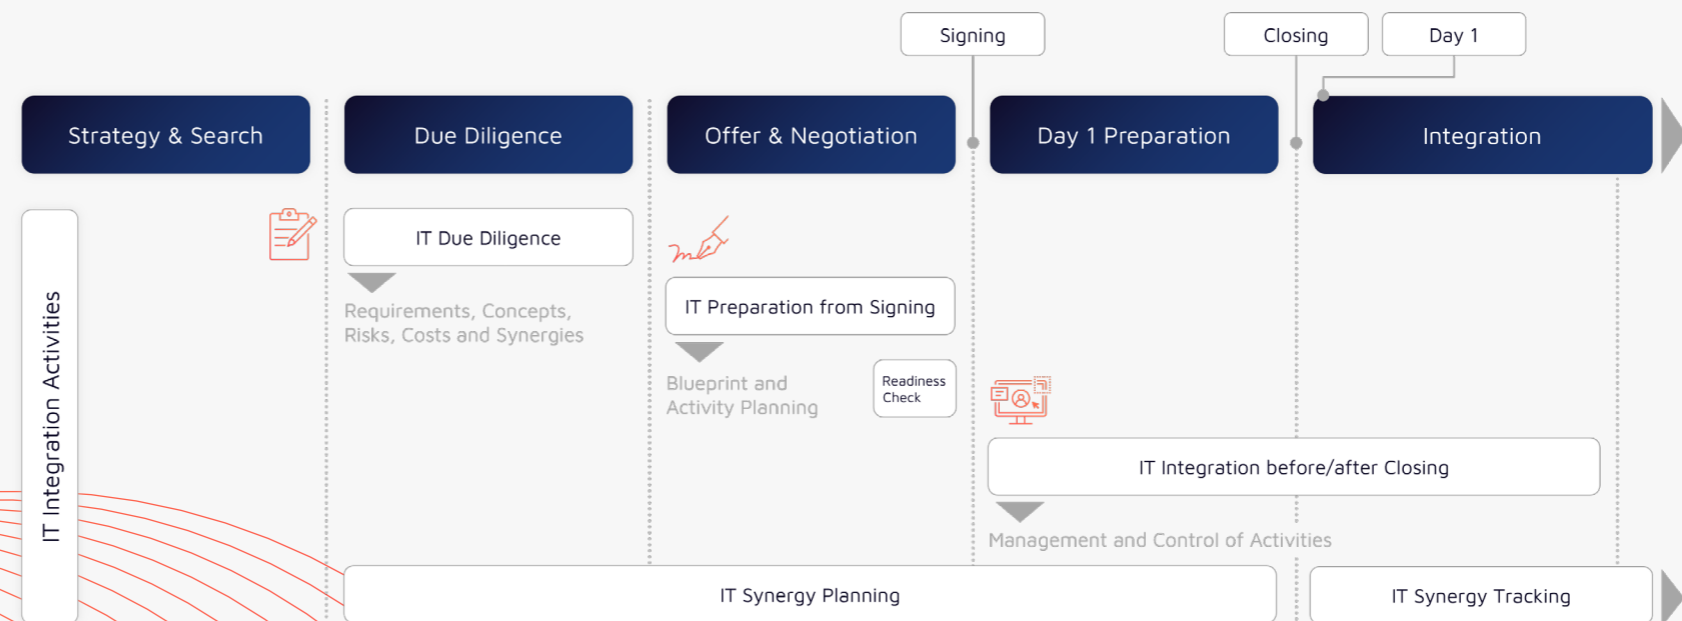 Signing
Closing
Day 1
Strategy & Search
Due Diligence
Offer & Negotiation
Day 1 Preparation
Integration
IT Integration Activities
IT Due Diligence
Requirements, Concepts,
Risks, Costs and Synergies
IT Preparation from Signing
Blueprint and
Activity Planning
Readiness
Check
IT Integration before/after Closing
Management and Control of Activities
IT Synergy Planning
IT Synergy Tracking